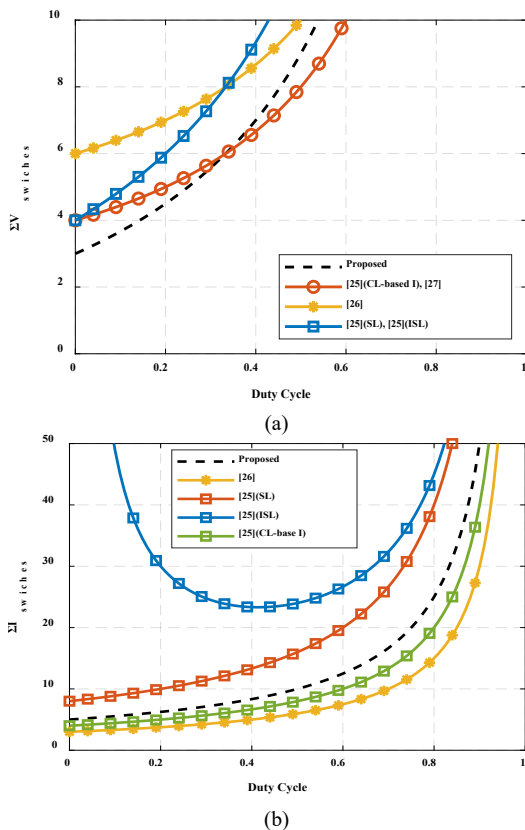 10
8
6
4
2
0
ΣV switches
Proposed
[25](CL-based I), [27]
[26]
[25](SL), [25](ISL)
0 0.2 0.4 0.6 0.8 1
Duty Cycle
(a)
50
40
30
20
10
0
ΣI switches
Proposed
[26]
[25](SL)
[25](ISL)
[25](CL-base I)
0 0.2 0.4 0.6 0.8 1
Duty Cycle
(b)